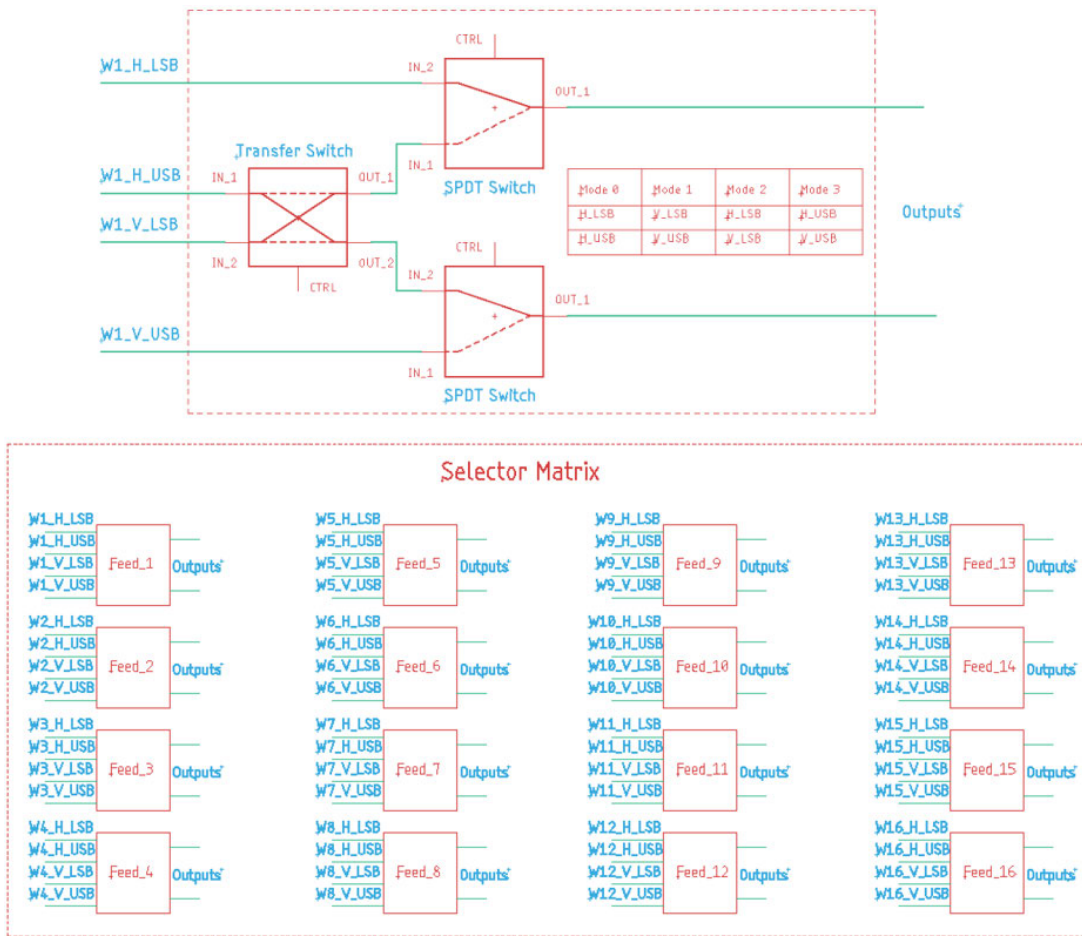 CTRL
W1_H_LSB
IN_2
OUT_1
Transfer Switch
IN_1
SPDT Switch
W1_H_USB
IN_1
OUT_1
Mode 0 Mode 1 Mode 2 Mode 3
H_LSB V_LSB H_LSB H_USB
H_USB V_USB V_LSB V_USB
Outputs
W1_V_LSB
IN_2
OUT_2
CTRL
CTRL
IN_2
OUT_1
W1_V_USB
IN_1
SPDT Switch
Selector Matrix
W1_H_LSB
W1_H_USB
W1_V_LSB
W1_V_USB
Feed_1
Outputs
W2_H_LSB
W2_H_USB
W2_V_LSB
W2_V_USB
Feed_2
Outputs
W3_H_LSB
W3_H_USB
W3_V_LSB
W3_V_USB
Feed_3
Outputs
W4_H_LSB
W4_H_USB
W4_V_LSB
W4_V_USB
Feed_4
Outputs
W5_H_LSB
W5_H_USB
W5_V_LSB
W5_V_USB
Feed_5
Outputs
W6_H_LSB
W6_H_USB
W6_V_LSB
W6_V_USB
Feed_6
Outputs
W7_H_LSB
W7_H_USB
W7_V_LSB
W7_V_USB
Feed_7
Outputs
W8_H_LSB
W8_H_USB
W8_V_LSB
W8_V_USB
Feed_8
Outputs
W9_H_LSB
W9_H_USB
W9_V_LSB
W9_V_USB
Feed_9
Outputs
W10_H_LSB
W10_H_USB
W10_V_LSB
W10_V_USB
Feed_10
Outputs
W11_H_LSB
W11_H_USB
W11_V_LSB
W11_V_USB
Feed_11
Outputs
W12_H_LSB
W12_H_USB
W12_V_LSB
W12_V_USB
Feed_12
Outputs
W13_H_LSB
W13_H_USB
W13_V_LSB
W13_V_USB
Feed_13
Outputs
W14_H_LSB
W14_H_USB
W14_V_LSB
W14_V_USB
Feed_14
Outputs
W15_H_LSB
W15_H_USB
W15_V_LSB
W15_V_USB
Feed_15
Outputs
W16_H_LSB
W16_H_USB
W16_V_LSB
W16_V_USB
Feed_16
Outputs